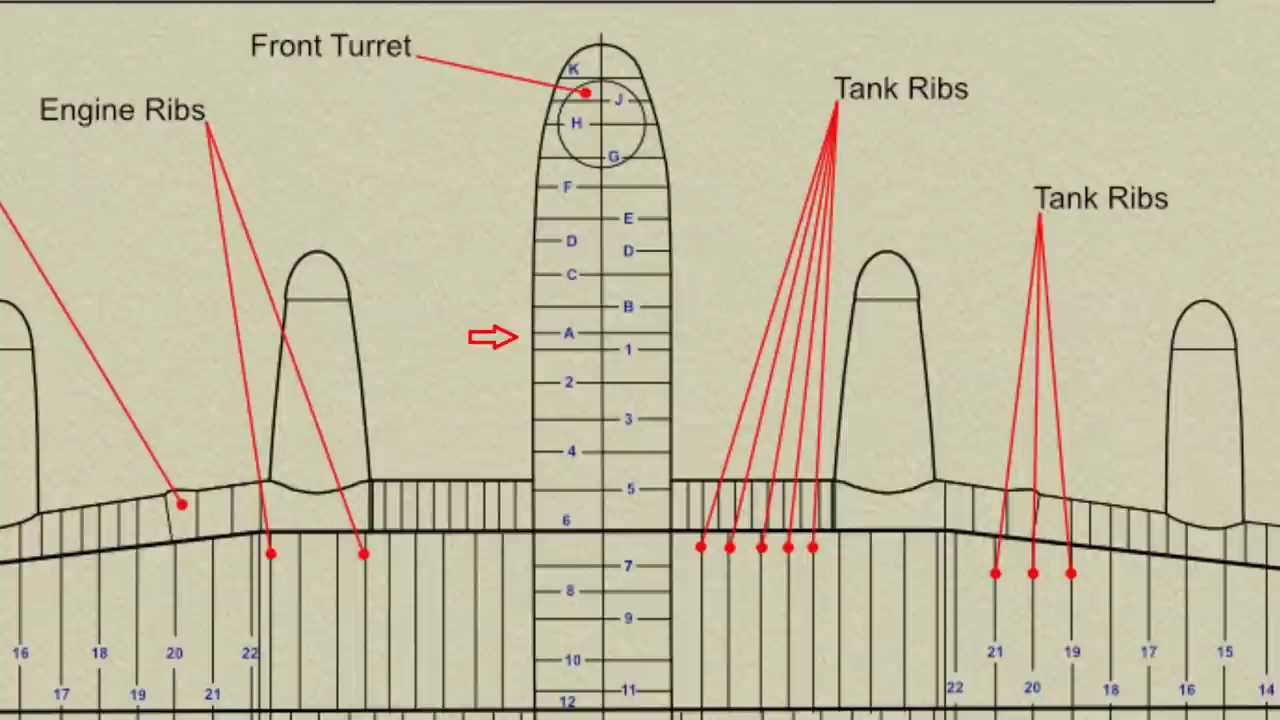 Front Turret
Tank Ribs
Engine Ribs
Tank Ribs
K
J
H
G
F
E
D
D
C
B
A
1
2
3
4
5
6
7
8
9
10
11
12
16 18 20 22
17 19 21
21 19 17 15
22 20 18 16 14